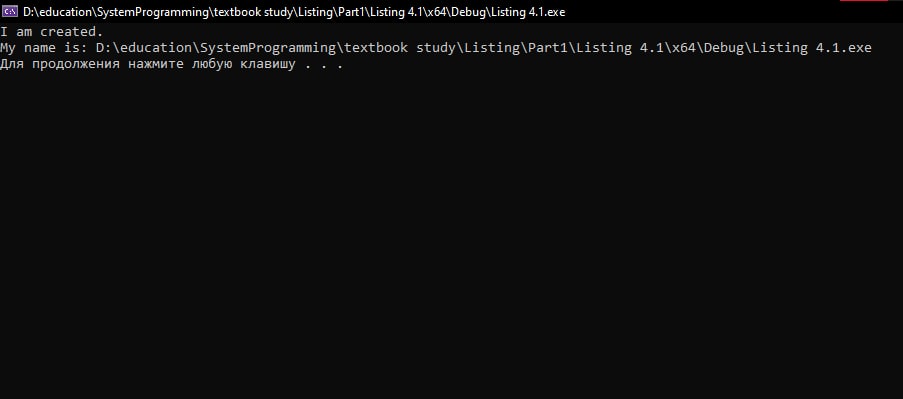 D:\education\SystemProgramming\textbook study\Listing\Part1\Listing 4.1\x64\Debug\Listing 4.1.exe
I am created.
My name is: D:\education\SystemProgramming\textbook study\Listing\Part1\Listing 4.1\x64\Debug\Listing 4.1.exe
Для продолжения нажмите любую клавишу . . .